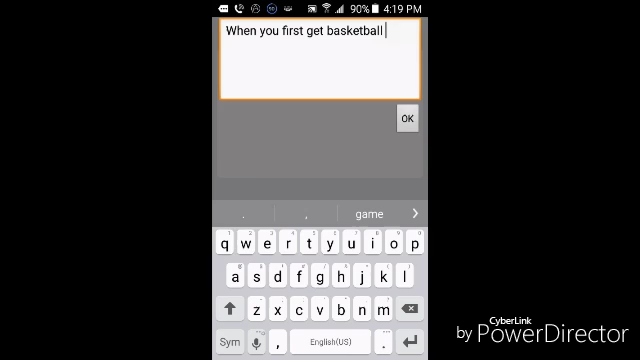 90% 4:19 PM
When you first get basketball
OK
. , game
q w e r t y u i o p
a s d f g h j k l
z x c v b n m
Sym , English(US) .
CyberLink
by PowerDirector